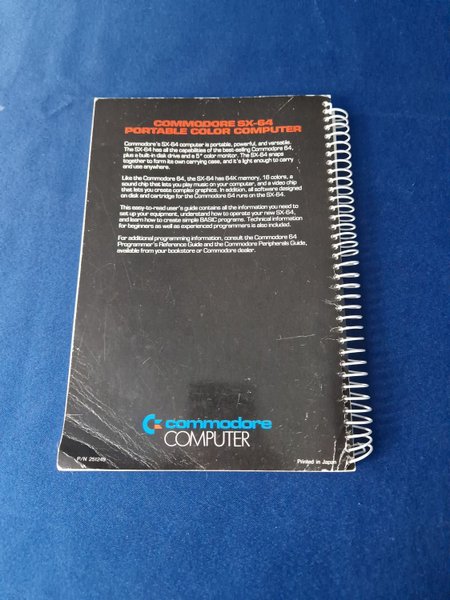 COMMODORE SX-64
PORTABLE COLOR COMPUTER
Commodore's SX-64 computer is portable, powerful, and versatile.
The SX-64 has all the capabilities of the best-selling Commodore 64,
plus a built-in disk drive and a 5" color monitor. The SX-64 snaps
together to form its own carrying case, and it's light enough to carry
and use anywhere.
Like the Commodore 64, the SX-64 has 64K memory, 16 colors, a
sound chip that lets you play music on your computer, and a video chip
that lets you create complex graphics. In addition, all software designed
on disk and cartridge for the Commodore 64 runs on the SX-64.
This easy-to-read user's guide contains all the information you need to
set up your equipment, understand how to operate your new SX-64,
and learn how to create simple BASIC programs. Technical information
for beginners as well as experienced programmers is also included.
For additional programming information, consult the Commodore 64
Programmer's Reference Guide and the Commodore Peripherals Guide,
available from your bookstore or Commodore dealer.
commodore
COMPUTER
P/N 251249
Printed in Japan